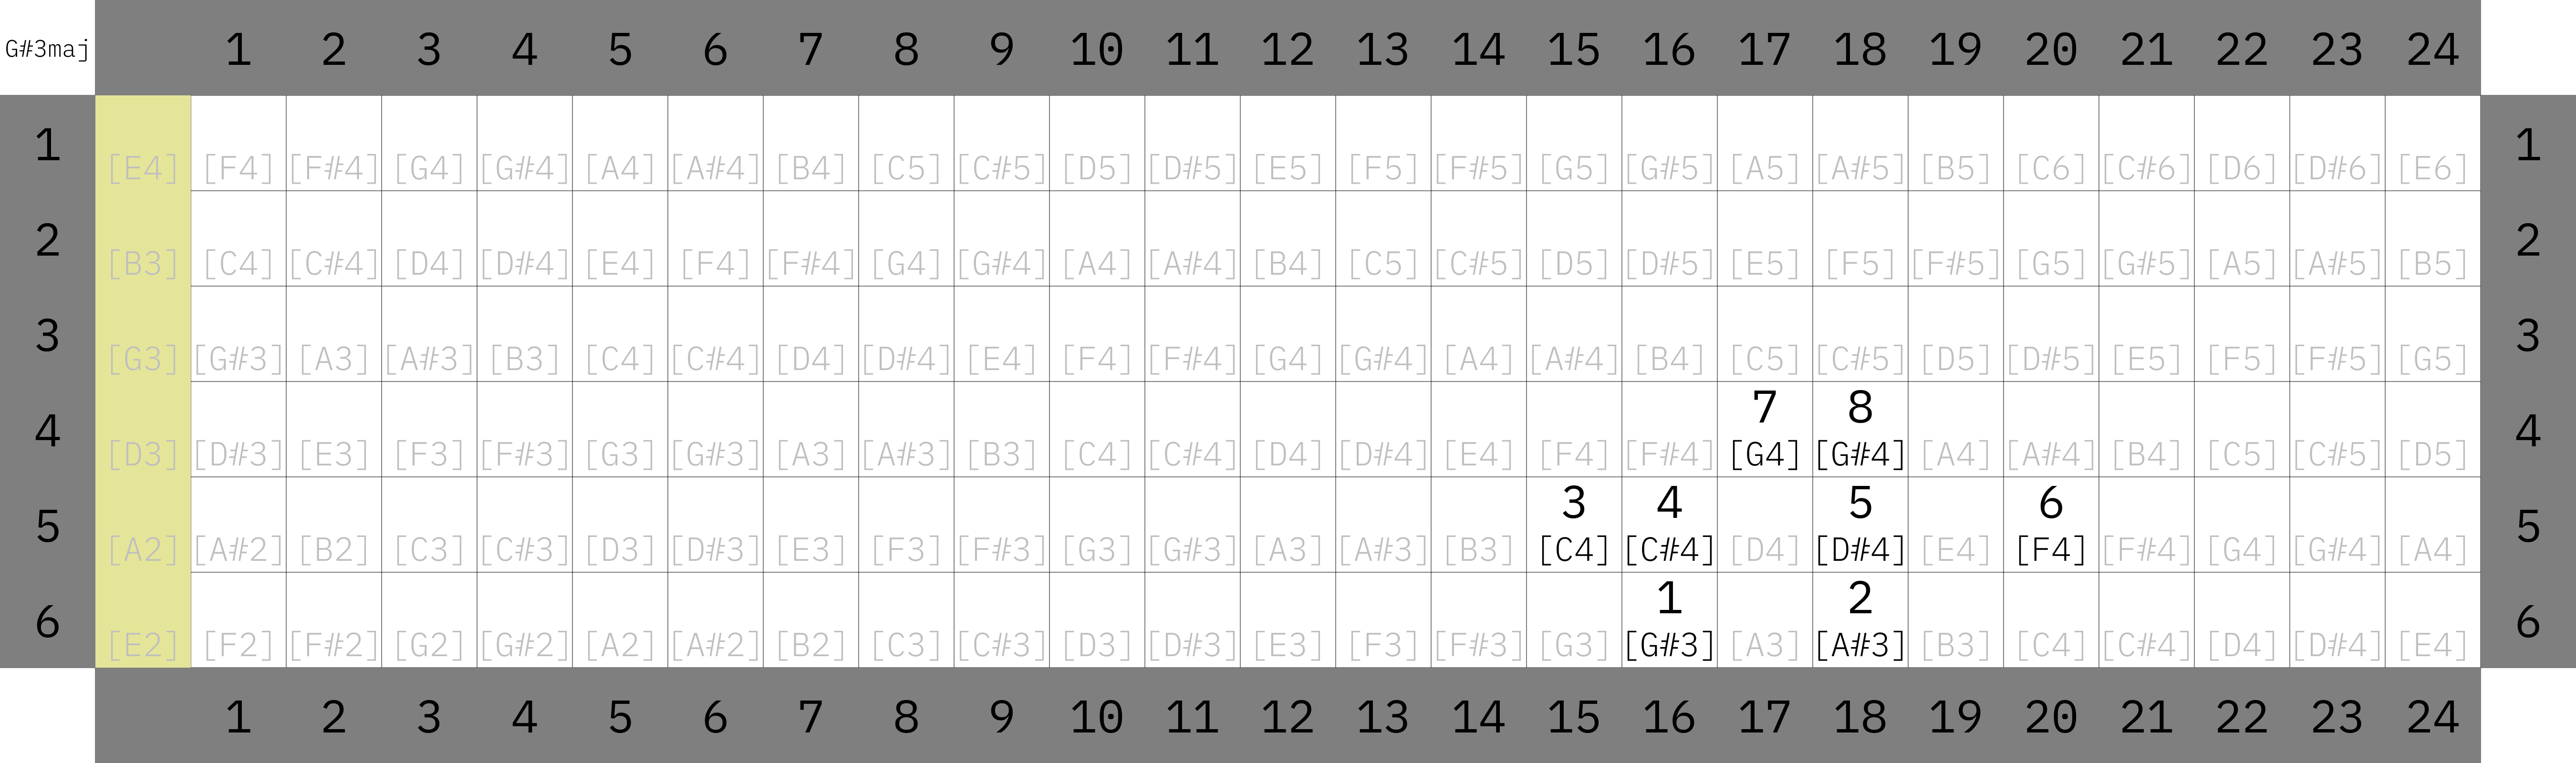 G#3maj 1 2 3 4 5 6 7 8 9 10 11 12 13 14 15 16 17 18 19 20 21 22 23 24
1 [E4] [F4] [F#4] [G4] [G#4] [A4] [A#4] [B4] [C5] [C#5] [D5] [D#5] [E5] [F5] [F#5] [G5] [G#5] [A5] [A#5] [B5] [C6] [C#6] [D6] [D#6] [E6] 1
2 [B3] [C4] [C#4] [D4] [D#4] [E4] [F4] [F#4] [G4] [G#4] [A4] [A#4] [B4] [C5] [C#5] [D5] [D#5] [E5] [F5] [F#5] [G5] [G#5] [A5] [A#5] [B5] 2
3 [G3] [G#3] [A3] [A#3] [B3] [C4] [C#4] [D4] [D#4] [E4] [F4] [F#4] [G4] [G#4] [A4] [A#4] [B4] [C5] [C#5] [D5] [D#5] [E5] [F5] [F#5] [G5] 3
7 8
4 [D3] [D#3] [E3] [F3] [F#3] [G3] [G#3] [A3] [A#3] [B3] [C4] [C#4] [D4] [D#4] [E4] [F4] [F#4] [G4] [G#4] [A4] [A#4] [B4] [C5] [C#5] [D5] 4
3 4 5 6
5 [A2] [A#2] [B2] [C3] [C#3] [D3] [D#3] [E3] [F3] [F#3] [G3] [G#3] [A3] [A#3] [B3] [C4] [C#4] [D4] [D#4] [E4] [F4] [F#4] [G4] [G#4] [A4] 5
1 2
6 [E2] [F2] [F#2] [G2] [G#2] [A2] [A#2] [B2] [C3] [C#3] [D3] [D#3] [E3] [F3] [F#3] [G3] [G#3] [A3] [A#3] [B3] [C4] [C#4] [D4] [D#4] [E4] 6
1 2 3 4 5 6 7 8 9 10 11 12 13 14 15 16 17 18 19 20 21 22 23 24